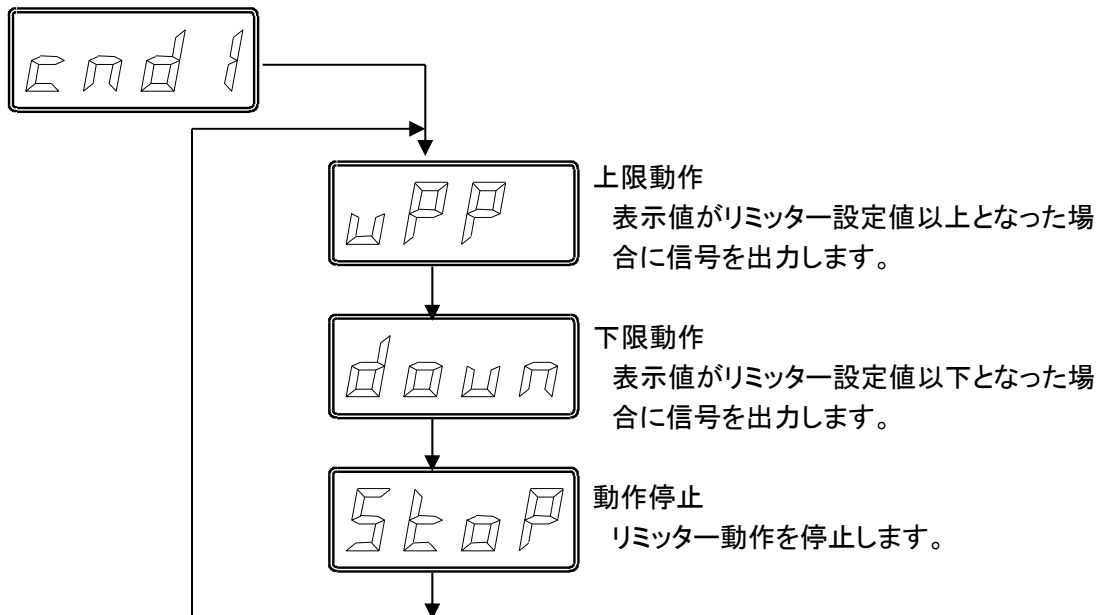 cnd1
uPP
上限動作
表示値がリミッター設定値以上となった場
合に信号を出力します。
doun
下限動作
表示値がリミッター設定値以下となった場
合に信号を出力します。
StoP
動作停止
リミッター動作を停止します。